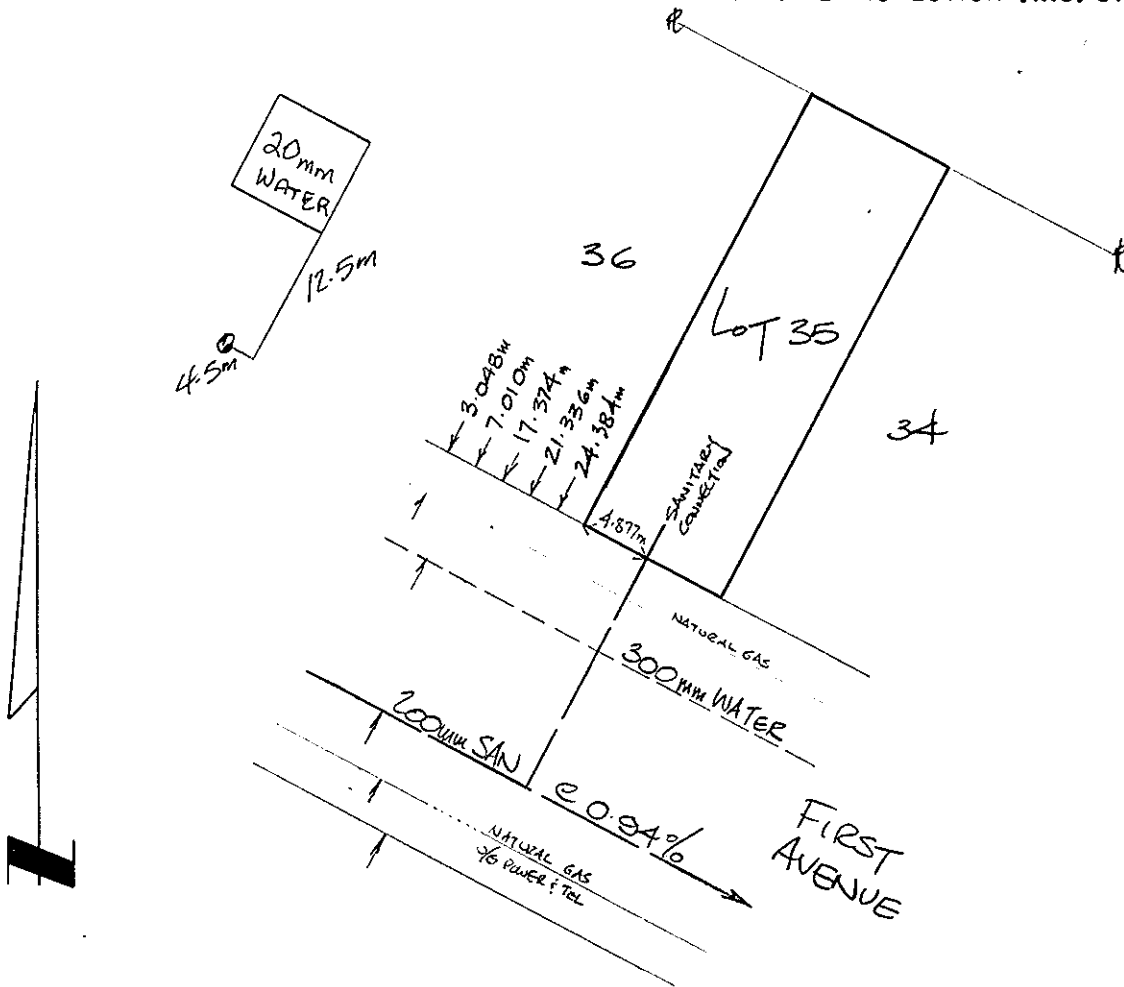 20mm
WATER
12.5m
4.5m
36
LOT 35
34
3.048m
7.010m
17.374m
21.336m
24.384m
4.877m
SANITARY
CONNECTION
NATURAL GAS
300mm WATER
200mm SAN
@ 0.94%
NATURAL GAS
U/G POWER & TEL
FIRST
AVENUE